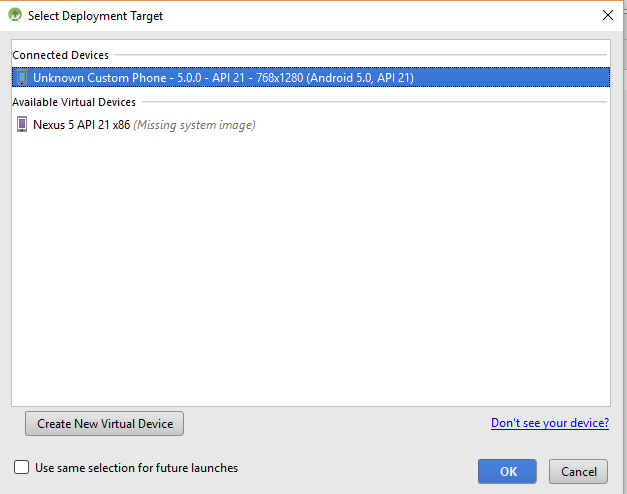 Select Deployment Target
Connected Devices
Unknown Custom Phone - 5.0.0 - API 21 - 768x1280 (Android 5.0, API 21)
Available Virtual Devices
Nexus 5 API 21 x86 (Missing system image)
Create New Virtual Device
Don't see your device?
Use same selection for future launches
OK
Cancel